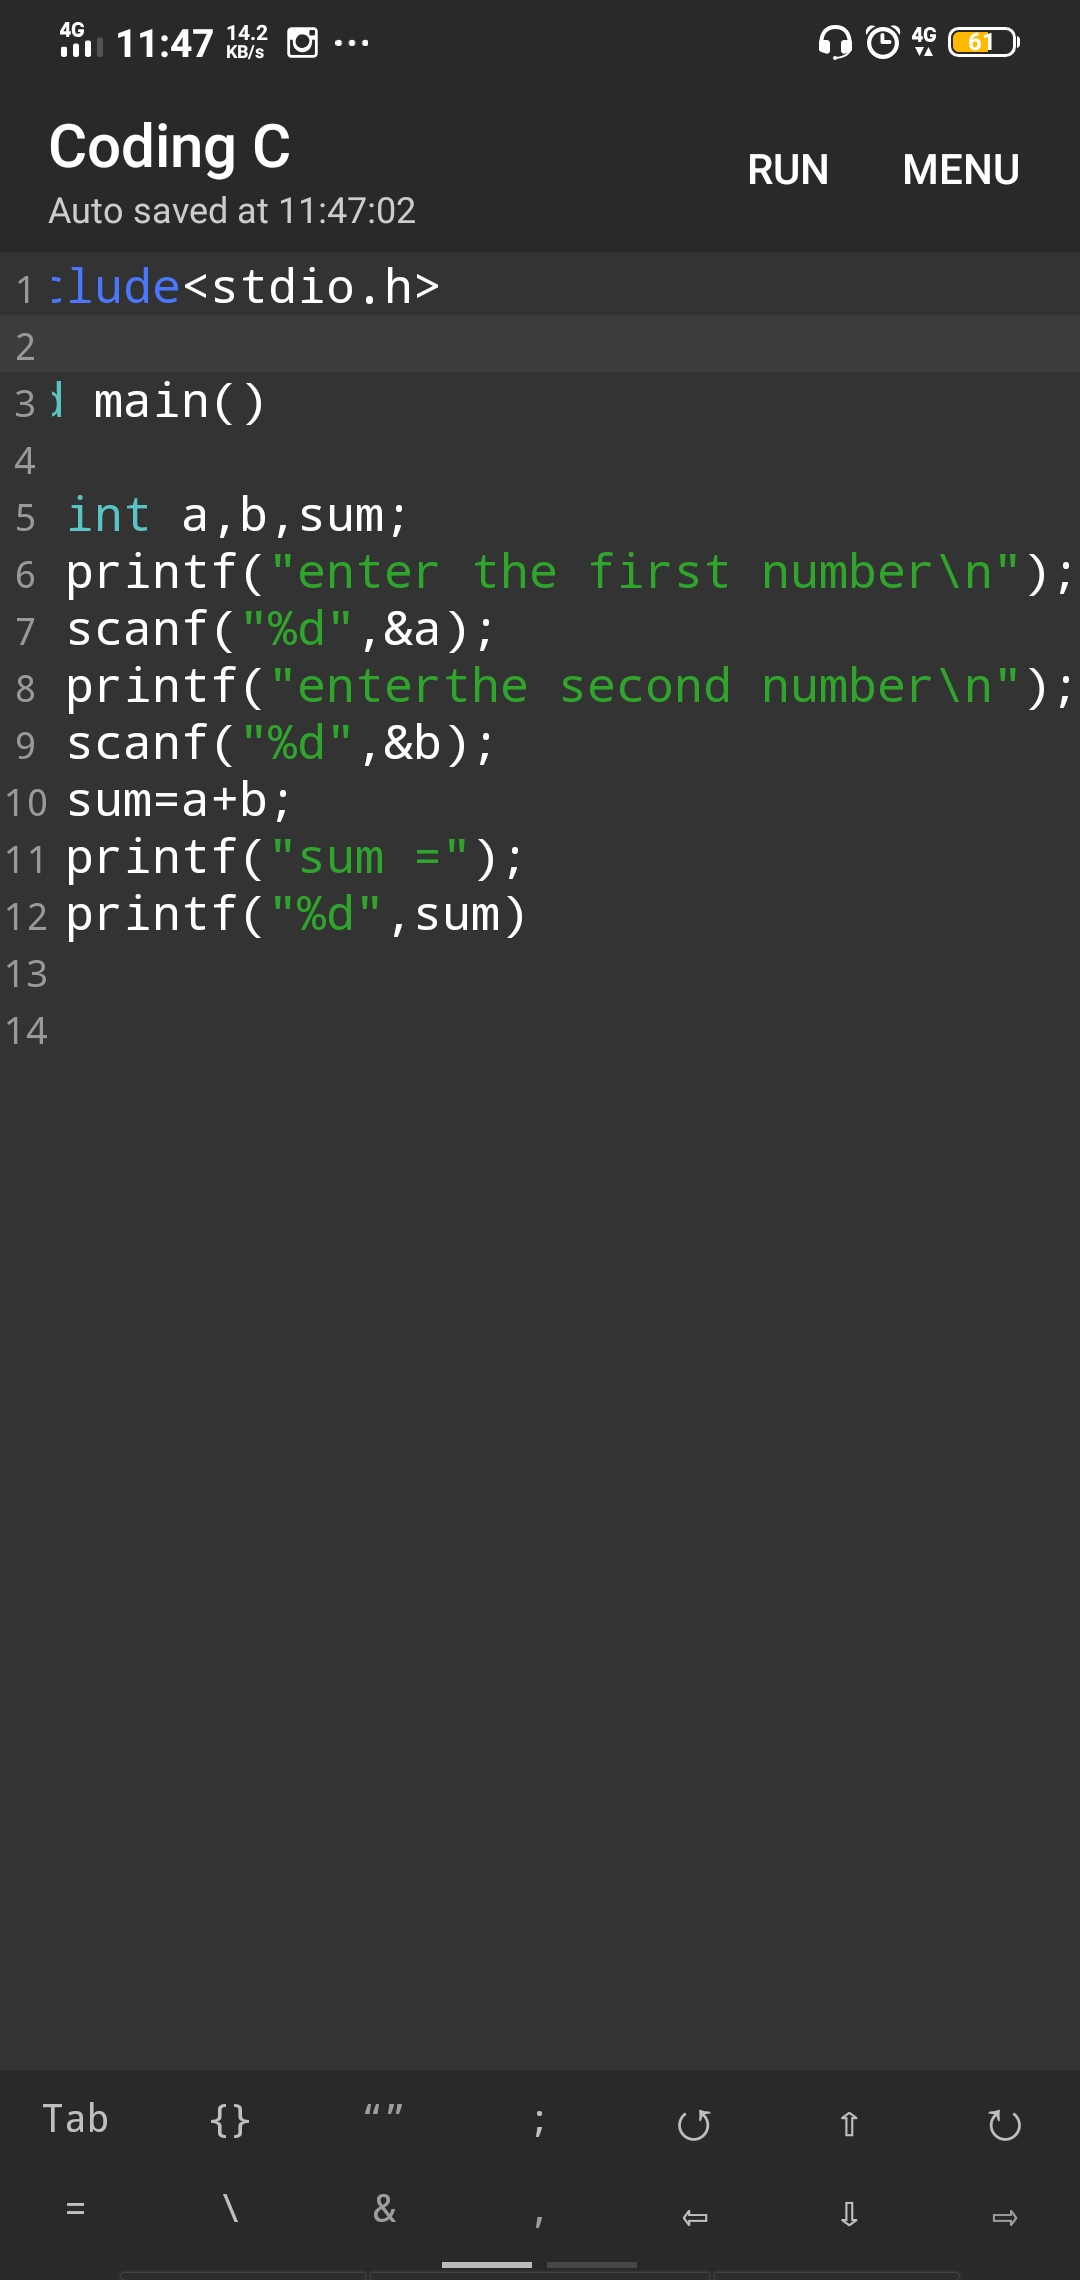 4G 11:47 14.2 KB/s ... 4G 61
Coding C
RUN MENU
Auto saved at 11:47:02
1 clude<stdio.h>
2
3 d main()
4
5 int a,b,sum;
6 printf("enter the first number\n");
7 scanf("%d",&a);
8 printf("enterthe second number\n");
9 scanf("%d",&b);
10 sum=a+b;
11 printf("sum =");
12 printf("%d",sum)
13
14
Tab {} “” ; ↺ ⇧ ↻
= \ & , ⇦ ⇩ ⇨